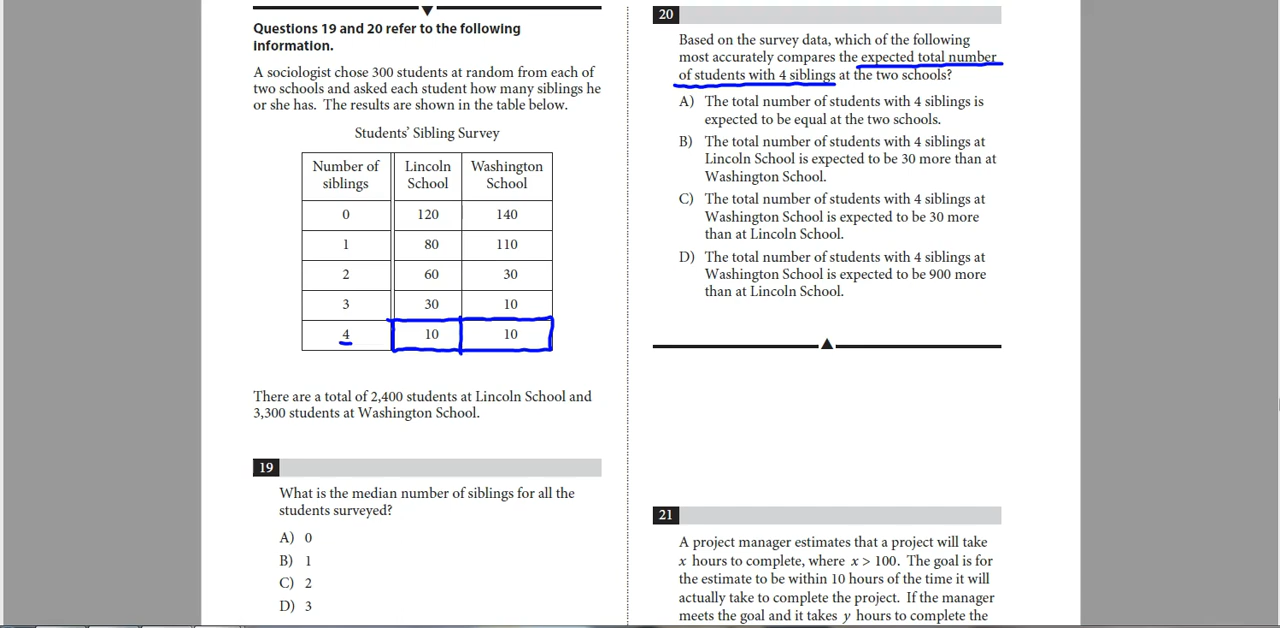 Questions 19 and 20 refer to the following
information.
A sociologist chose 300 students at random from each of
two schools and asked each student how many siblings he
or she has. The results are shown in the table below.
Students' Sibling Survey
Number of siblings Lincoln School Washington School
0 120 140
1 80 110
2 60 30
3 30 10
4 10 10
There are a total of 2,400 students at Lincoln School and
3,300 students at Washington School.
19
What is the median number of siblings for all the
students surveyed?
A) 0
B) 1
C) 2
D) 3
20
Based on the survey data, which of the following
most accurately compares the expected total number
of students with 4 siblings at the two schools?
A) The total number of students with 4 siblings is
expected to be equal at the two schools.
B) The total number of students with 4 siblings at
Lincoln School is expected to be 30 more than at
Washington School.
C) The total number of students with 4 siblings at
Washington School is expected to be 30 more
than at Lincoln School.
D) The total number of students with 4 siblings at
Washington School is expected to be 900 more
than at Lincoln School.
21
A project manager estimates that a project will take
x hours to complete, where x > 100. The goal is for
the estimate to be within 10 hours of the time it will
actually take to complete the project. If the manager
meets the goal and it takes y hours to complete the